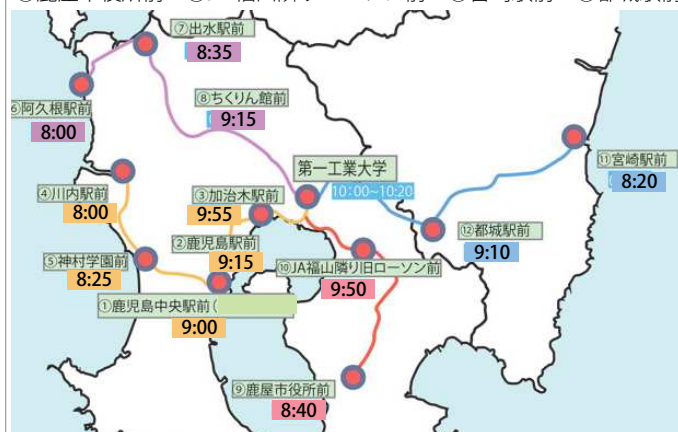 ⑦出水駅前
8:35
⑥阿久根駅前
8:00
⑧ちくりん館前
9:15
第一工業大学
10:00~10:20
⑪宮崎駅前
8:20
④川内駅前
8:00
③加治木駅前
9:55
⑫都城駅前
9:10
②鹿児島駅前
9:15
⑤神村学園前
8:25
⑩JA福山隣り旧ローソン前
9:50
①鹿児島中央駅前(
9:00
⑨鹿屋市役所前
8:40